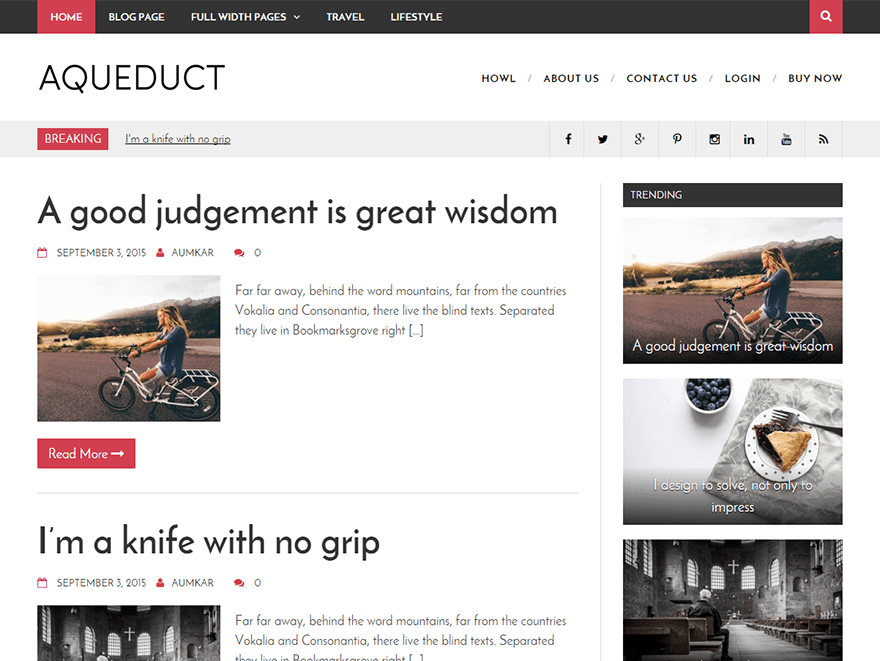 HOME BLOG PAGE FULL WIDTH PAGES TRAVEL LIFESTYLE
AQUEDUCT
HOWL / ABOUT US / CONTACT US / LOGIN / BUY NOW
BREAKING I'm a knife with no grip
A good judgement is great wisdom
SEPTEMBER 3, 2015 AUMKAR 0
Far far away, behind the word mountains, far from the countries
Vokalia and Consonantia, there live the blind texts. Separated
they live in Bookmarksgrove right [...]
Read More
I'm a knife with no grip
SEPTEMBER 3, 2015 AUMKAR 0
Far far away, behind the word mountains, far from the countries
Vokalia and Consonantia, there live the blind texts. Separated
they live in Bookmarksgrove right [...]
TRENDING
A good judgement is great wisdom
I design to solve, not only to
impress